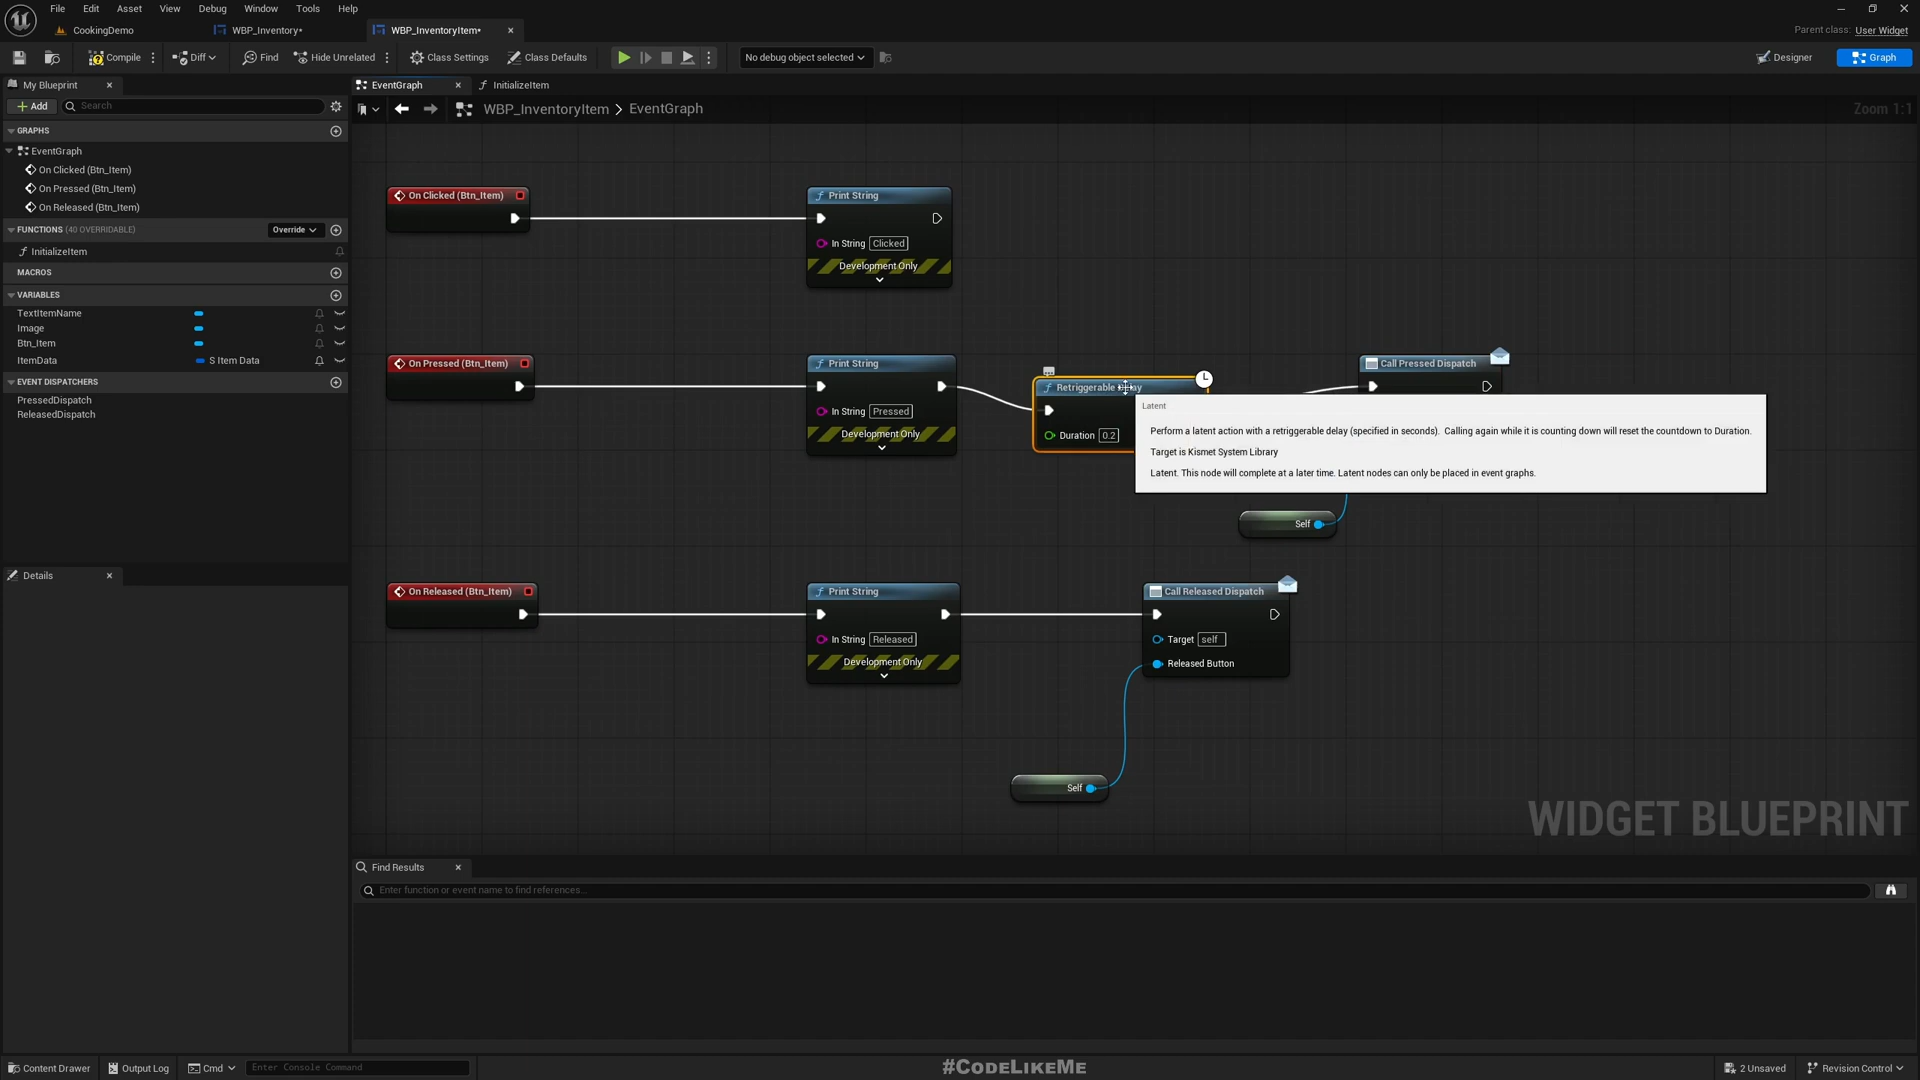 File Edit Asset View Debug Window Tools Help
CookingDemo WBP_Inventory* WBP_InventoryItem*
Parent class: User Widget
Compile Diff Find Hide Unrelated Class Settings Class Defaults No debug object selected Designer Graph
My Blueprint
EventGraph InitializeItem
Add Search
WBP_InventoryItem > EventGraph
Zoom 1:1
GRAPHS
EventGraph
On Clicked (Btn_Item)
On Pressed (Btn_Item)
On Released (Btn_Item)
FUNCTIONS (40 OVERRIDABLE) Override
InitializeItem
MACROS
VARIABLES
TextItemName
Image
Btn_Item
ItemData S Item Data
EVENT DISPATCHERS
PressedDispatch
ReleasedDispatch
Details
On Clicked (Btn_Item)
Print String
In String Clicked
Development Only
On Pressed (Btn_Item)
Print String
In String Pressed
Development Only
Retriggerable
Duration 0.2
Call Pressed Dispatch
Latent
Perform a latent action with a retriggerable delay (specified in seconds). Calling again while it is counting down will reset the countdown to Duration.
Target is Kismet System Library
Latent. This node will complete at a later time. Latent nodes can only be placed in event graphs.
Self
On Released (Btn_Item)
Print String
In String Released
Development Only
Call Released Dispatch
Target self
Released Button
Self
WIDGET BLUEPRINT
Find Results
Enter function or event name to find references...
Content Drawer Output Log Cmd Enter Console Command
#CODELIKEME
2 Unsaved Revision Control